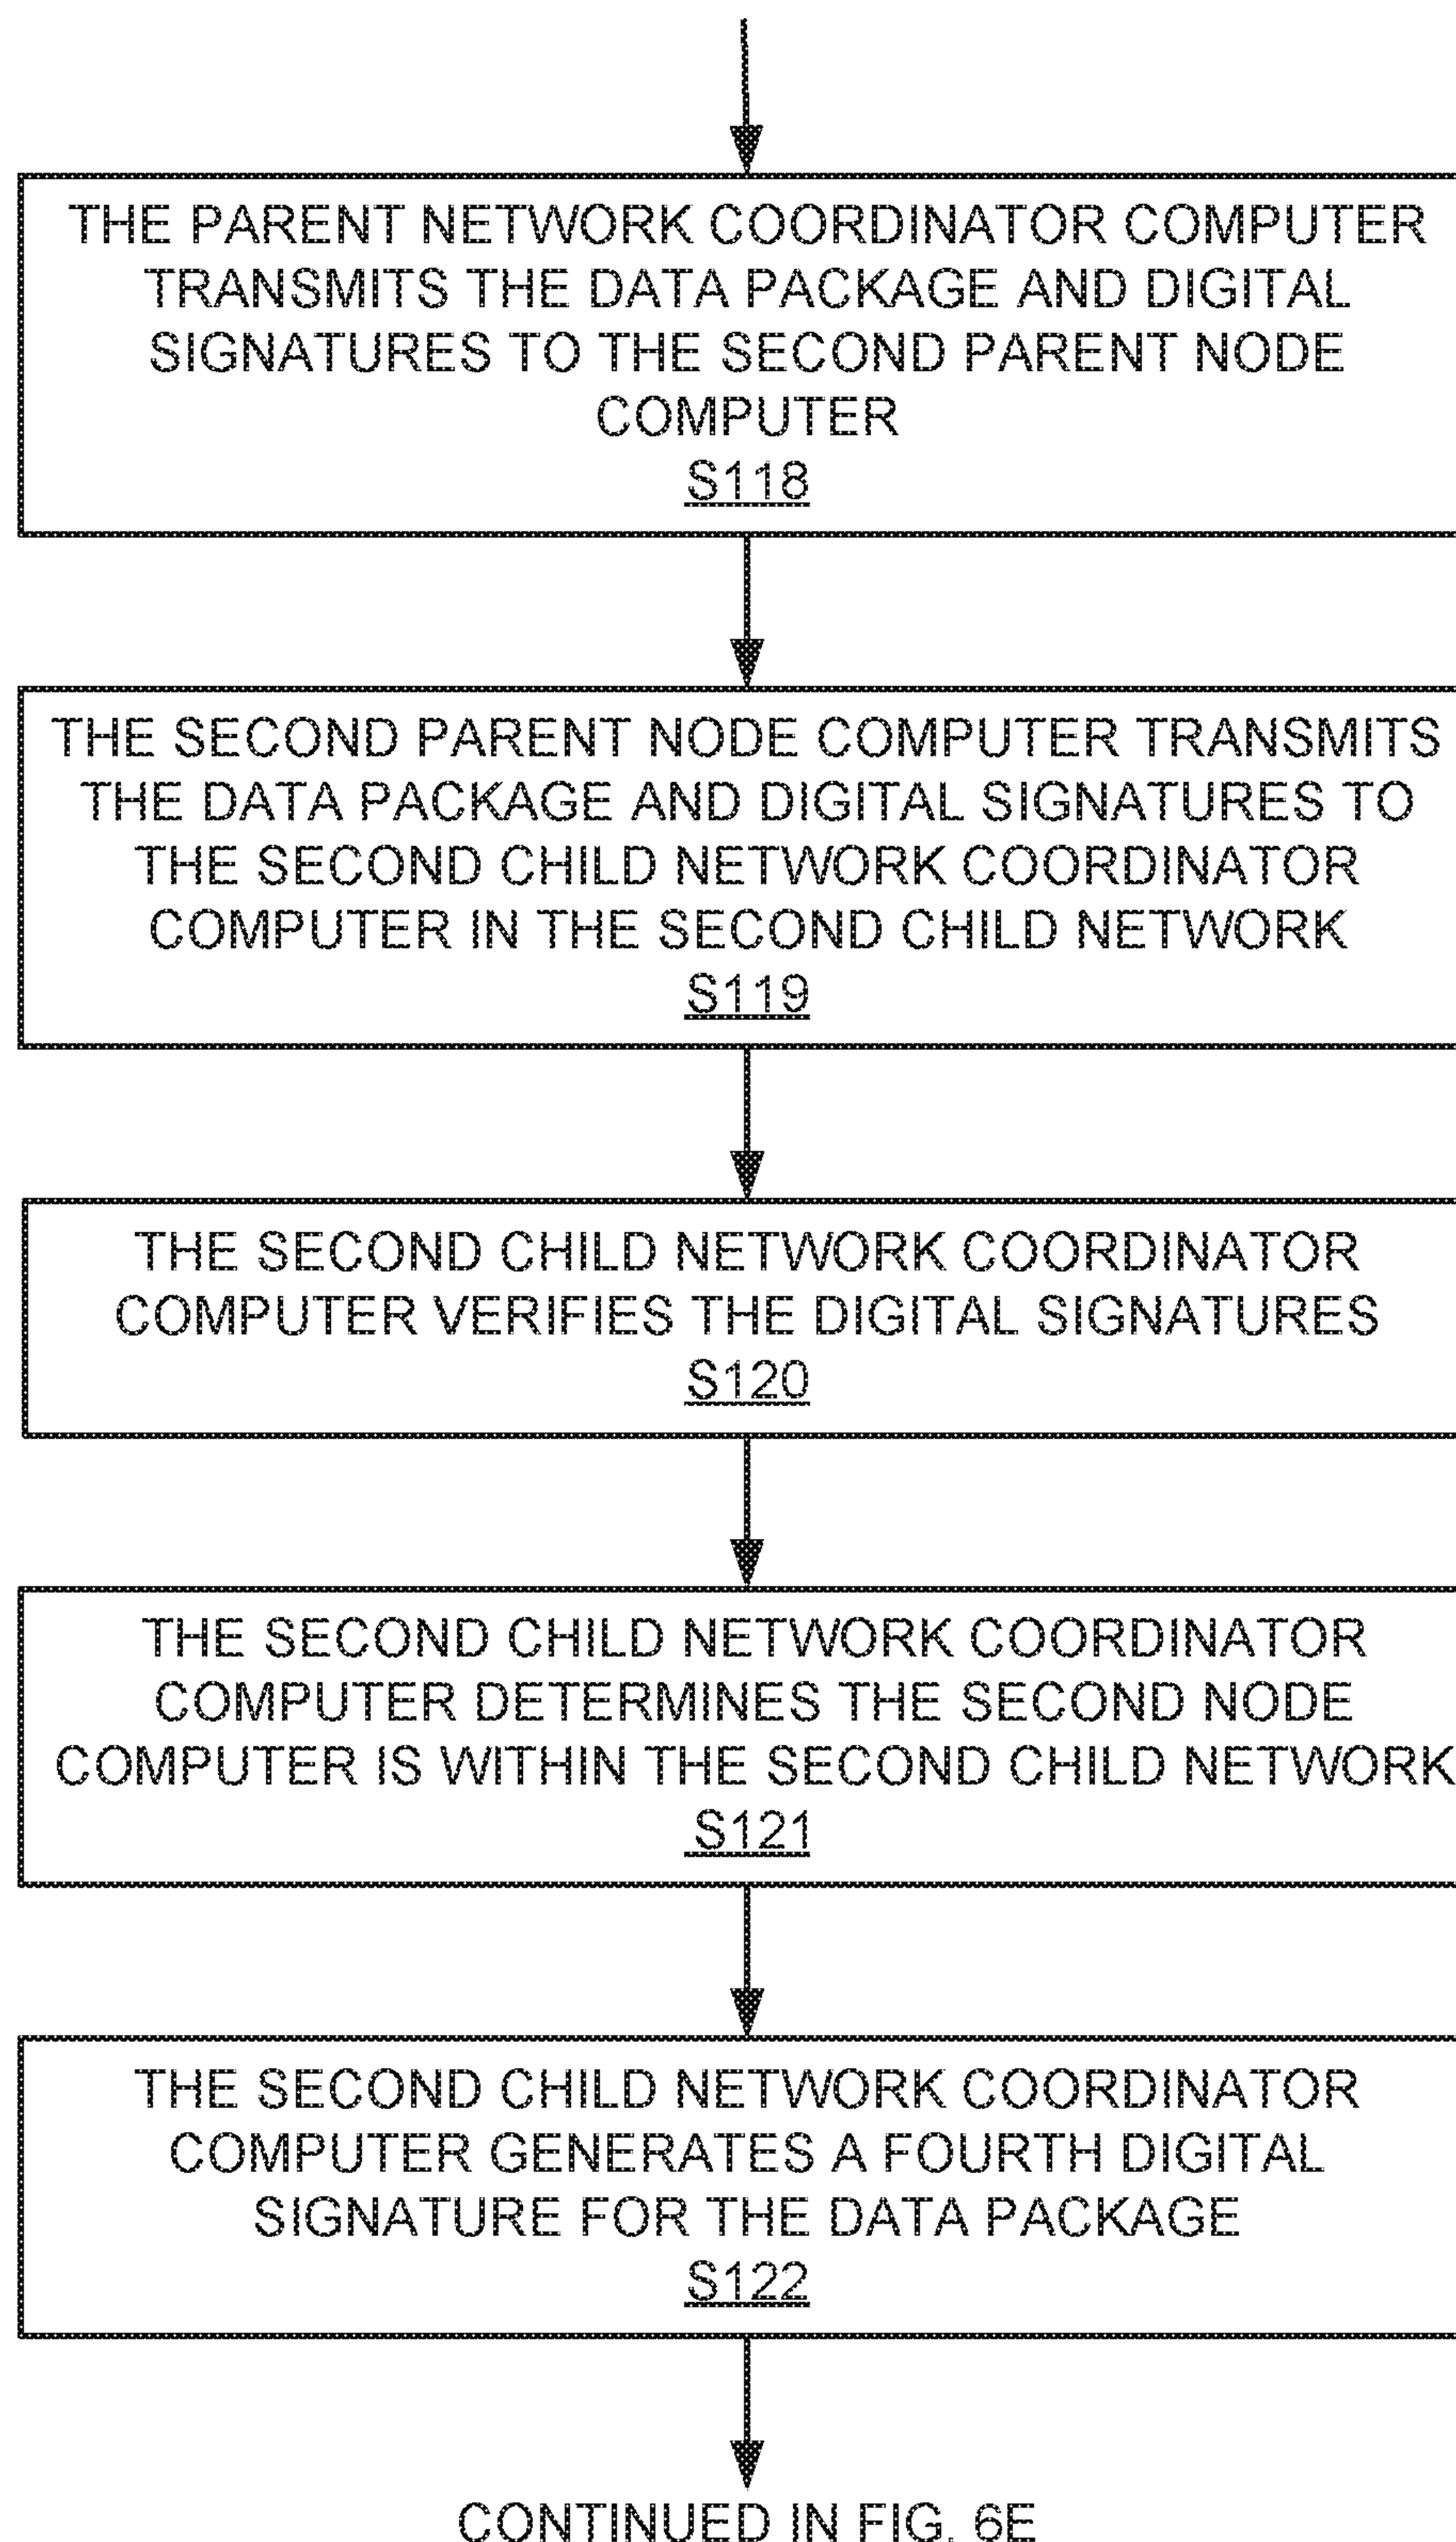 THE PARENT NETWORK COORDINATOR COMPUTER
TRANSMITS THE DATA PACKAGE AND DIGITAL
SIGNATURES TO THE SECOND PARENT NODE
COMPUTER
S118
THE SECOND PARENT NODE COMPUTER TRANSMITS
THE DATA PACKAGE AND DIGITAL SIGNATURES TO
THE SECOND CHILD NETWORK COORDINATOR
COMPUTER IN THE SECOND CHILD NETWORK
S119
THE SECOND CHILD NETWORK COORDINATOR
COMPUTER VERIFIES THE DIGITAL SIGNATURES
S120
THE SECOND CHILD NETWORK COORDINATOR
COMPUTER DETERMINES THE SECOND NODE
COMPUTER IS WITHIN THE SECOND CHILD NETWORK
S121
THE SECOND CHILD NETWORK COORDINATOR
COMPUTER GENERATES A FOURTH DIGITAL
SIGNATURE FOR THE DATA PACKAGE
S122
CONTINUED IN FIG. 6E